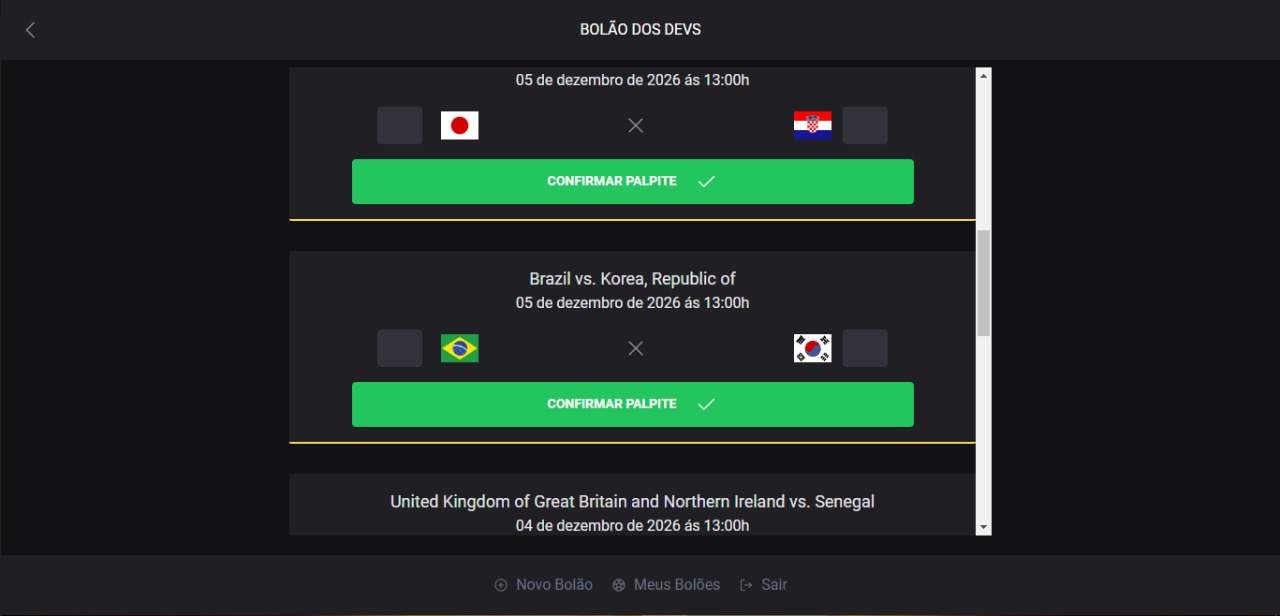 BOLÃO DOS DEVS
05 de dezembro de 2026 ás 13:00h
CONFIRMAR PALPITE
Brazil vs. Korea, Republic of
05 de dezembro de 2026 ás 13:00h
CONFIRMAR PALPITE
United Kingdom of Great Britain and Northern Ireland vs. Senegal
04 de dezembro de 2026 ás 13:00h
Novo Bolão Meus Bolões Sair